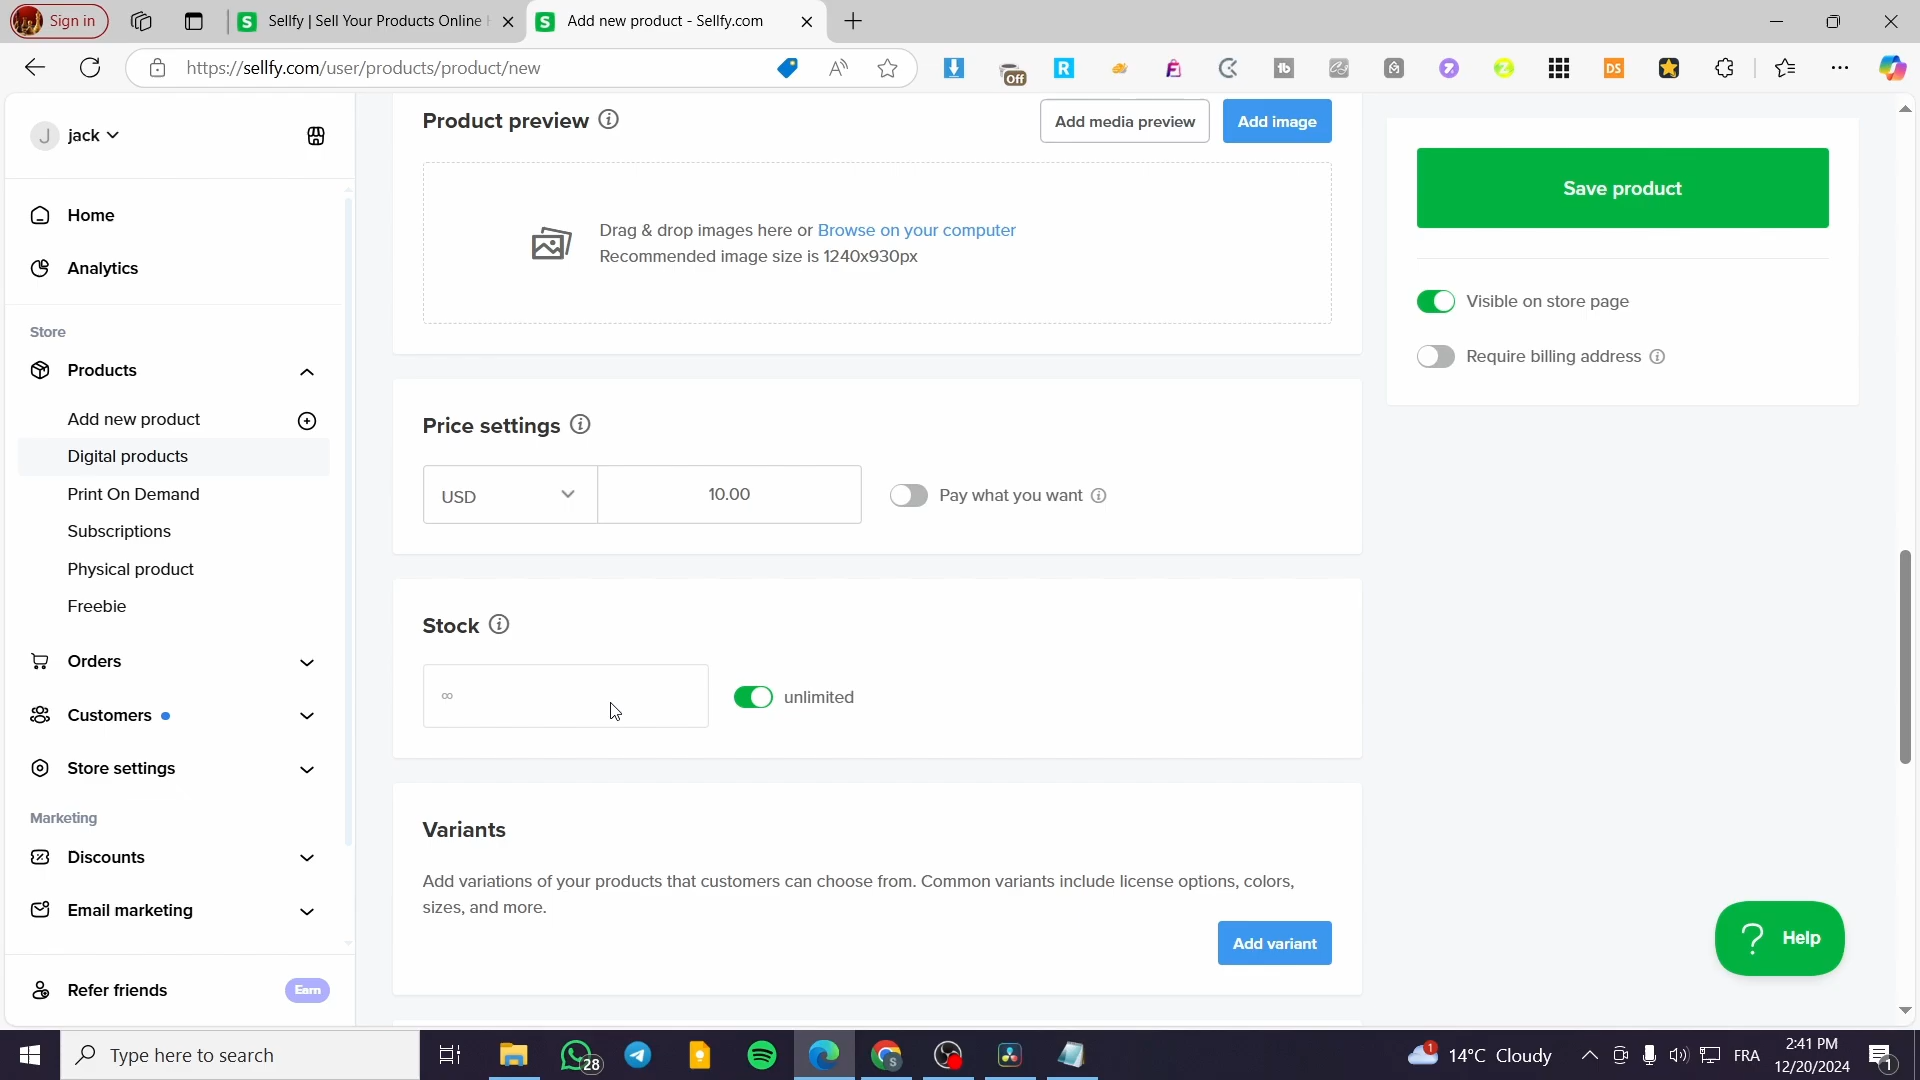 Sign in
Sellfy | Sell Your Products Online
Add new product - Sellfy.com
https://sellfy.com/user/products/product/new
Off
DS
J jack
Home
Analytics
Store
Products
Add new product
Digital products
Print On Demand
Subscriptions
Physical product
Freebie
Orders
Customers
Store settings
Marketing
Discounts
Email marketing
Refer friends
Earn
Product preview
Add media preview
Add image
Drag & drop images here or Browse on your computer
Recommended image size is 1240x930px
Price settings
USD
10.00
Pay what you want
Stock
∞
unlimited
Variants
Add variations of your products that customers can choose from. Common variants include license options, colors,
sizes, and more.
Add variant
Save product
Visible on store page
Require billing address
? Help
Type here to search
28
1
14°C Cloudy
FRA
2:41 PM
12/20/2024
1